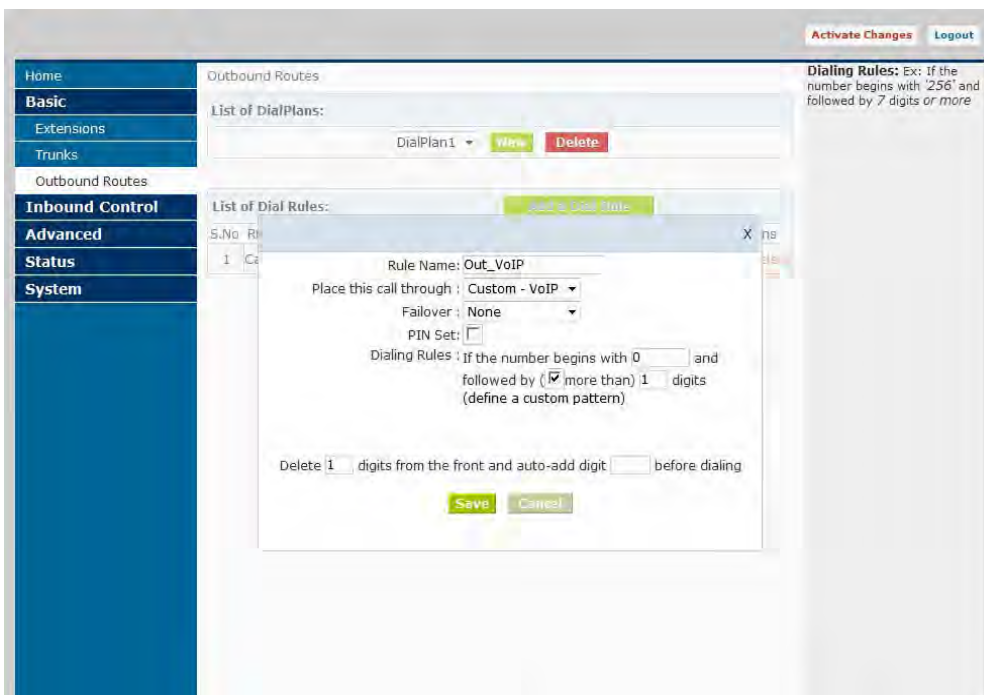 Activate Changes Logout
Home
Basic
Extensions
Trunks
Outbound Routes
Inbound Control
Advanced
Status
System
Outbound Routes
List of DialPlans:
DialPlan1 New Delete
List of Dial Rules:
S.No
1
X
Rule Name: Out_VoIP
Place this call through : Custom - VoIP
Failover : None
PIN Set:
Dialing Rules : If the number begins with 0 and
followed by ( more than) 1 digits
(define a custom pattern)
Delete 1 digits from the front and auto-add digit before dialing
Save Cancel
Dialing Rules: Ex: If the
number begins with '256' and
followed by 7 digits or more